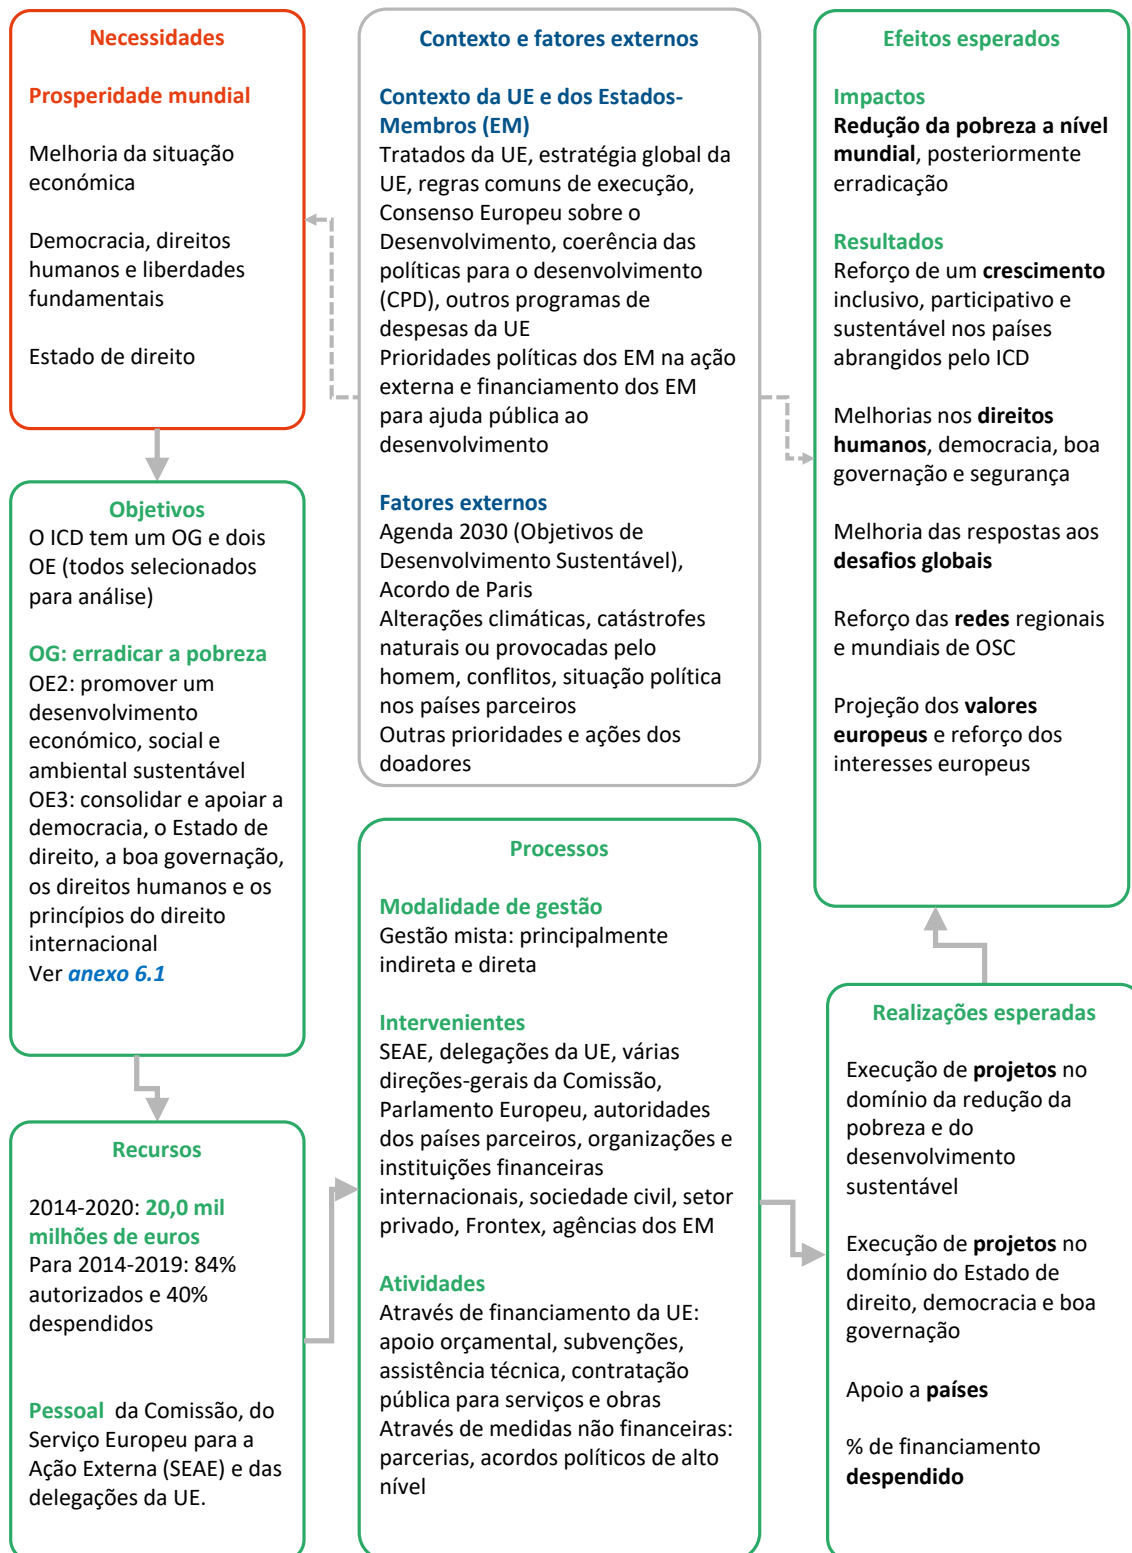 Necessidades
Prosperidade mundial
Melhoria da situação
económica
Democracia, direitos
humanos e liberdades
fundamentais
Estado de direito
Objetivos
O ICD tem um OG e dois
OE (todos selecionados
para análise)
OG: erradicar a pobreza
OE2: promover um
desenvolvimento
económico, social e
ambiental sustentável
OE3: consolidar e apoiar a
democracia, o Estado de
direito, a boa governação,
os direitos humanos e os
princípios do direito
internacional
Ver anexo 6.1
Recursos
2014-2020: 20,0 mil
milhões de euros
Para 2014-2019: 84%
autorizados e 40%
despendidos
Pessoal da Comissão, do
Serviço Europeu para a
Ação Externa (SEAE) e das
delegações da UE.
Contexto e fatores externos
Contexto da UE e dos Estados-
Membros (EM)
Tratados da UE, estratégia global da
UE, regras comuns de execução,
Consenso Europeu sobre o
Desenvolvimento, coerência das
políticas para o desenvolvimento
(CPD), outros programas de
despesas da UE
Prioridades políticas dos EM na ação
externa e financiamento dos EM
para ajuda pública ao
desenvolvimento
Fatores externos
Agenda 2030 (Objetivos de
Desenvolvimento Sustentável),
Acordo de Paris
Alterações climáticas, catástrofes
naturais ou provocadas pelo
homem, conflitos, situação política
nos países parceiros
Outras prioridades e ações dos
doadores
Processos
Modalidade de gestão
Gestão mista: principalmente
indireta e direta
Intervenientes
SEAE, delegações da UE, várias
direções-gerais da Comissão,
Parlamento Europeu, autoridades
dos países parceiros, organizações e
instituições financeiras
internacionais, sociedade civil, setor
privado, Frontex, agências dos EM
Atividades
Através de financiamento da UE:
apoio orçamental, subvenções,
assistência técnica, contratação
pública para serviços e obras
Através de medidas não financeiras:
parcerias, acordos políticos de alto
nível
Efeitos esperados
Impactos
Redução da pobreza a nível
mundial, posteriormente
erradicação
Resultados
Reforço de um crescimento
inclusivo, participativo e
sustentável nos países
abrangidos pelo ICD
Melhorias nos direitos
humanos, democracia, boa
governação e segurança
Melhoria das respostas aos
desafios globais
Reforço das redes regionais
e mundiais de OSC
Projeção dos valores
europeus e reforço dos
interesses europeus
Realizações esperadas
Execução de projetos no
domínio da redução da
pobreza e do
desenvolvimento
sustentável
Execução de projetos no
domínio do Estado de
direito, democracia e boa
governação
Apoio a países
% de financiamento
despendido